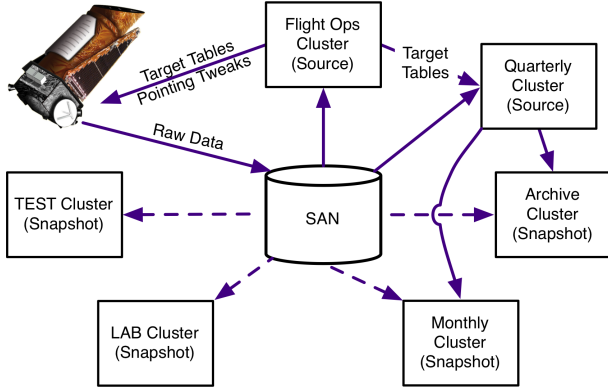 Flight Ops
Cluster
(Source)
Target Tables
Pointing Tweaks
Target
Tables
Quarterly
Cluster
(Source)
Raw Data
TEST Cluster
(Snapshot)
SAN
Archive
Cluster
(Snapshot)
LAB Cluster
(Snapshot)
Monthly
Cluster
(Snapshot)